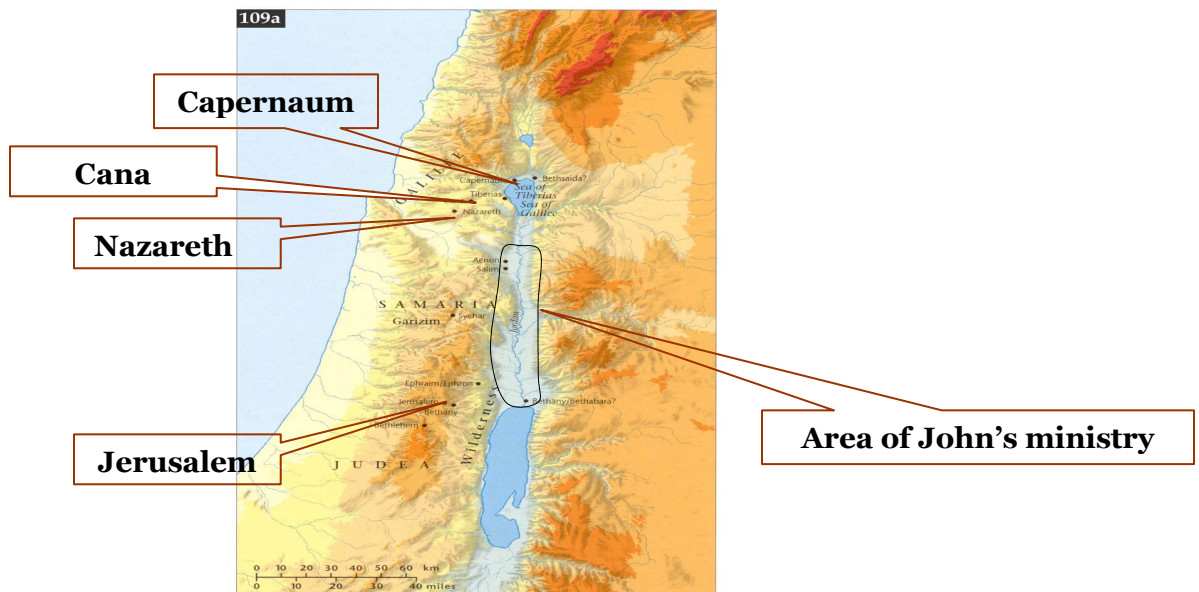 109a
Capernaum
Cana
Nazareth
Jerusalem
Area of John’s ministry
GALILEE
Capernaum
Bethsaida?
Sea of
Tiberias
Sea of
Galilee
Tiberias
Nazareth
Aenon
Salim
SAMARIA
Garizim
Sychar
Jordan
Ephraim/Ephron
Wilderness
Jerusalem
Bethany
Bethany/Bethabara?
Bethlehem
JUDEA
0 10 20 30 40 50 60 km
0 10 20 30 40 miles